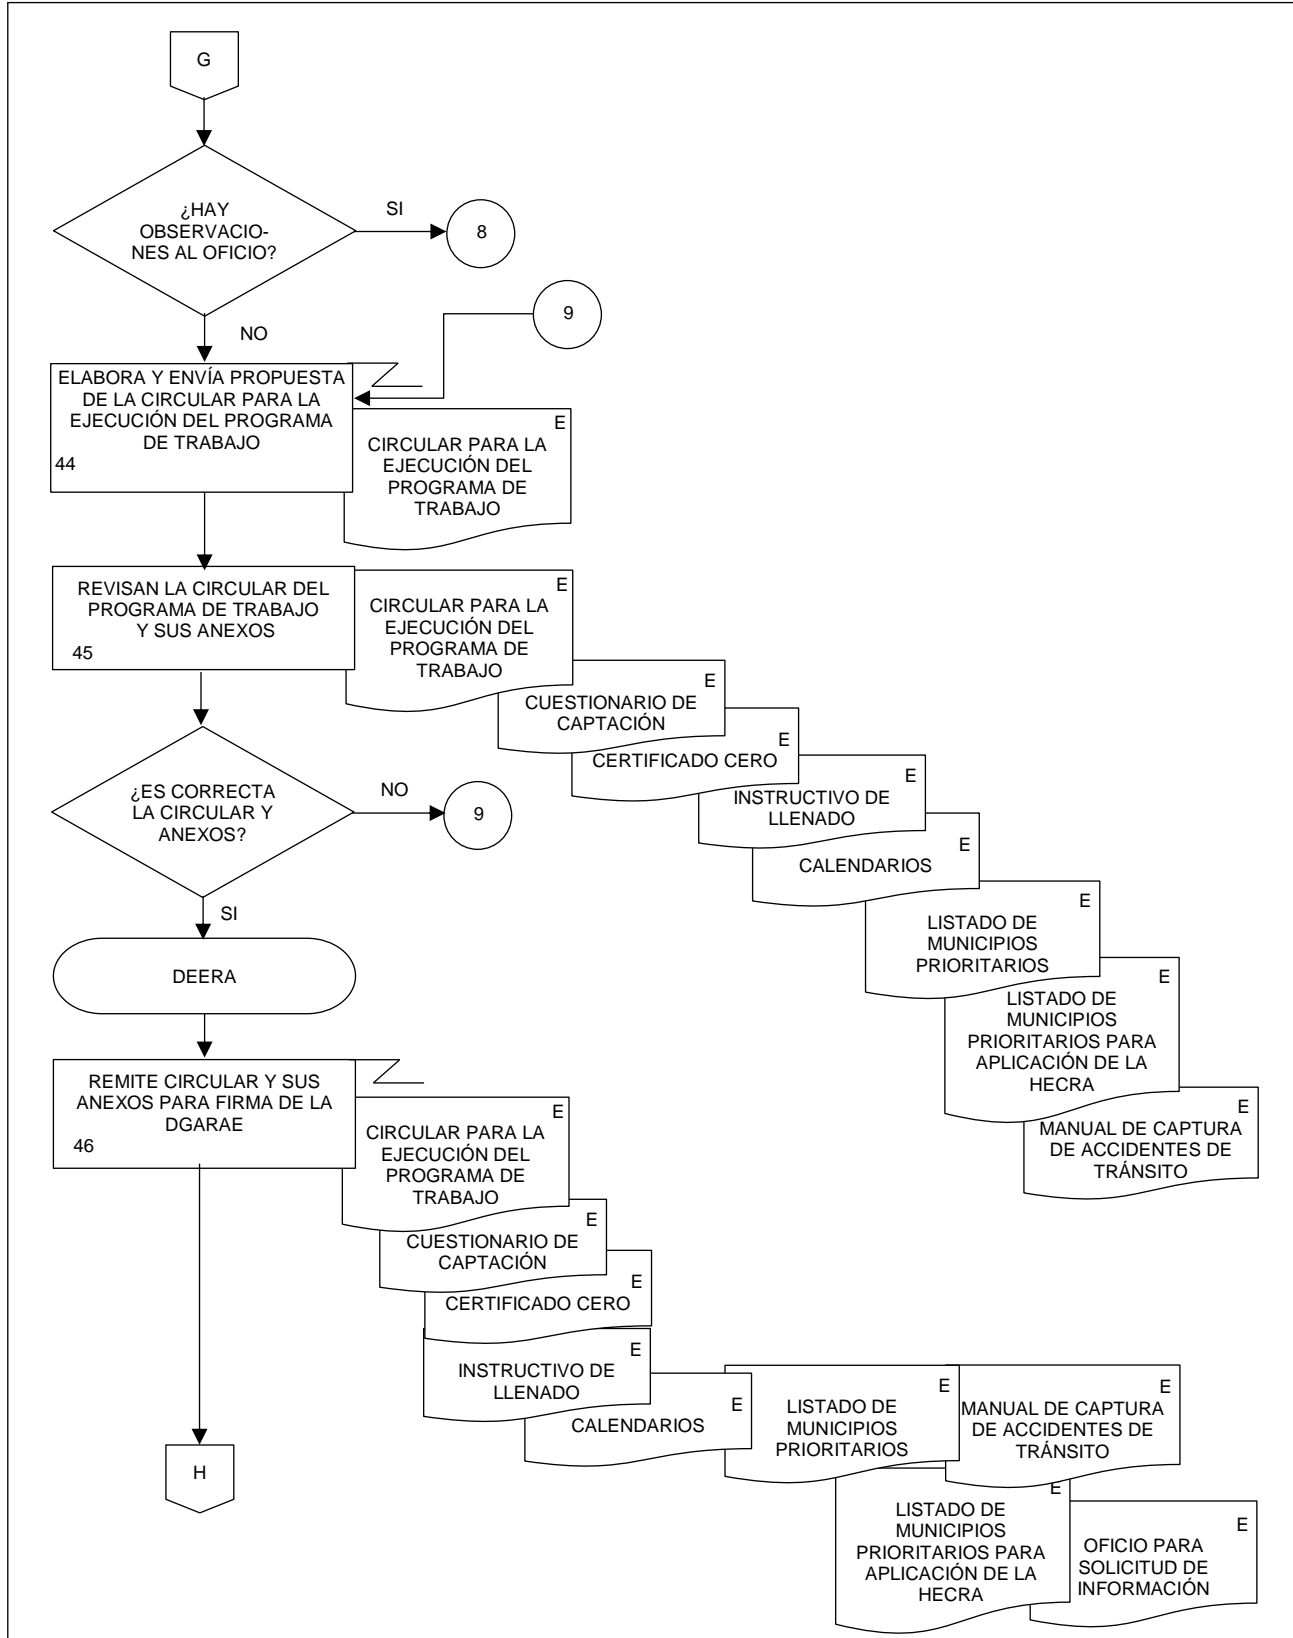 G
¿HAY
OBSERVACIO-
NES AL OFICIO?
SI
8
9
NO
ELABORA Y ENVÍA PROPUESTA
DE LA CIRCULAR PARA LA
EJECUCIÓN DEL PROGRAMA
DE TRABAJO
44
E
CIRCULAR PARA LA
EJECUCIÓN DEL
PROGRAMA DE
TRABAJO
REVISAN LA CIRCULAR DEL
PROGRAMA DE TRABAJO
Y SUS ANEXOS
45
E
CIRCULAR PARA LA
EJECUCIÓN DEL
PROGRAMA DE
TRABAJO
E
CUESTIONARIO DE
CAPTACIÓN
E
CERTIFICADO CERO
E
INSTRUCTIVO DE
LLENADO
E
CALENDARIOS
E
LISTADO DE
MUNICIPIOS
PRIORITARIOS
E
LISTADO DE
MUNICIPIOS
PRIORITARIOS PARA
APLICACIÓN DE LA
HECRA
E
MANUAL DE CAPTURA
DE ACCIDENTES DE
TRÁNSITO
¿ES CORRECTA
LA CIRCULAR Y
ANEXOS?
NO
9
SI
DEERA
REMITE CIRCULAR Y SUS
ANEXOS PARA FIRMA DE LA
DGARAE
46
E
CIRCULAR PARA LA
EJECUCIÓN DEL
PROGRAMA DE
TRABAJO
E
CUESTIONARIO DE
CAPTACIÓN
E
CERTIFICADO CERO
E
INSTRUCTIVO DE
LLENADO
E
CALENDARIOS
E
LISTADO DE
MUNICIPIOS
PRIORITARIOS
E
MANUAL DE CAPTURA
DE ACCIDENTES DE
TRÁNSITO
E
LISTADO DE
MUNICIPIOS
PRIORITARIOS PARA
APLICACIÓN DE LA
HECRA
E
OFICIO PARA
SOLICITUD DE
INFORMACIÓN
H